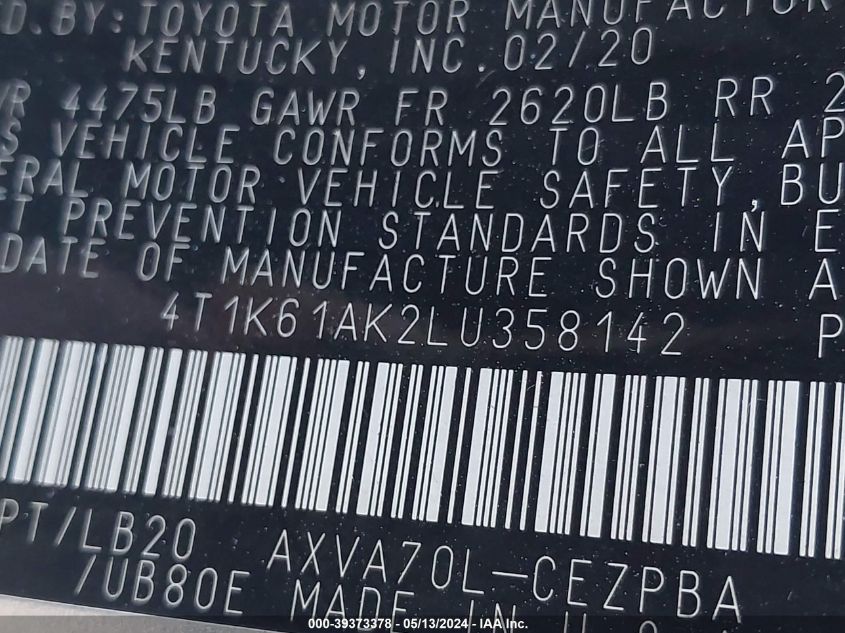 D. BY: TOYOTA MOTOR MANUFACTUR
KENTUCKY, INC. 02/20
VR 4475LB GAWR FR 2620LB RR 2
S VEHICLE CONFORMS TO ALL AP
ERAL MOTOR VEHICLE SAFETY, BU
FT PREVENTION STANDARDS IN E
DATE OF MANUFACTURE SHOWN A
4T1K61AK2LU358142 P
PT/LB20 AXVA70L-CEZPBA
/UB80E MADE IN U.S
000-39373378 - 05/13/2024 - IAA Inc.